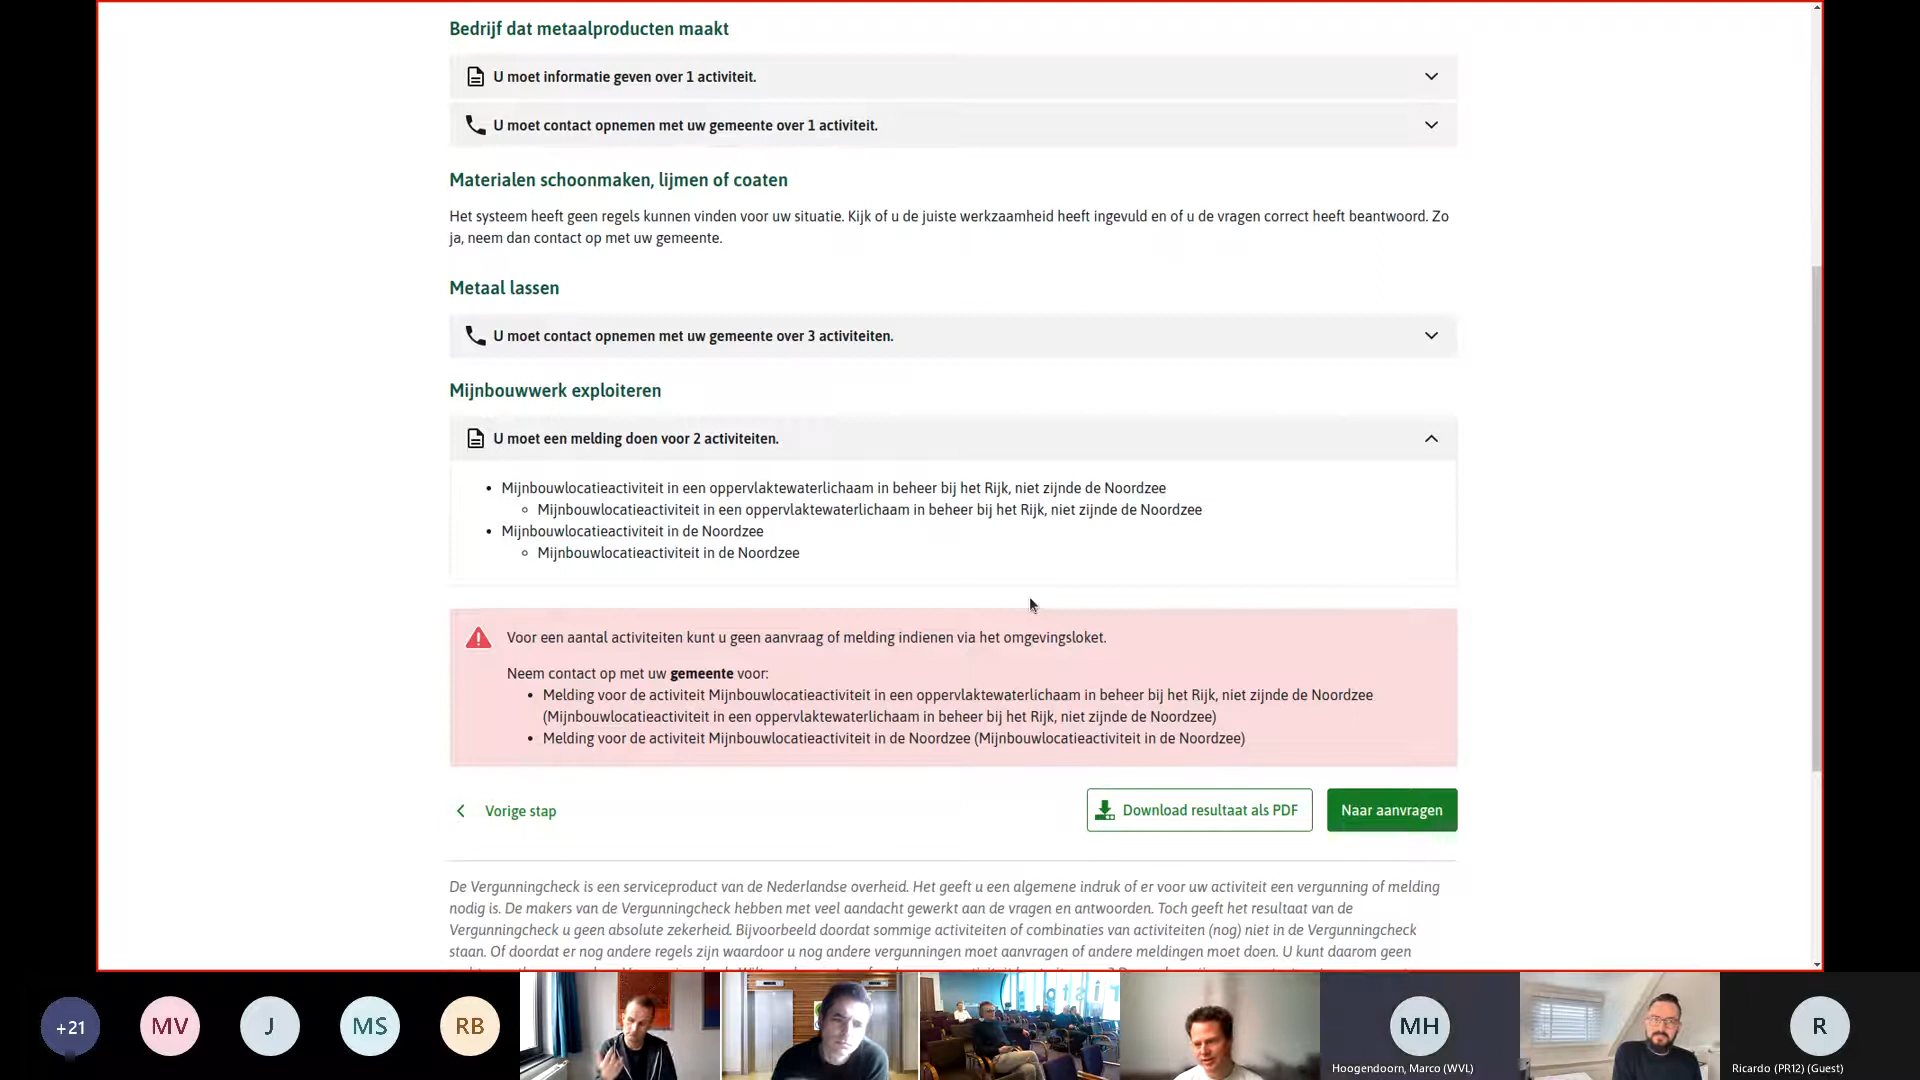 Bedrijf dat metaalproducten maakt
U moet informatie geven over 1 activiteit.
U moet contact opnemen met uw gemeente over 1 activiteit.
Materialen schoonmaken, lijmen of coaten
Het systeem heeft geen regels kunnen vinden voor uw situatie. Kijk of u de juiste werkzaamheid heeft ingevuld en of u de vragen correct heeft beantwoord. Zo
ja, neem dan contact op met uw gemeente.
Metaal lassen
U moet contact opnemen met uw gemeente over 3 activiteiten.
Mijnbouwwerk exploiteren
U moet een melding doen voor 2 activiteiten.
Mijnbouwlocatieactiviteit in een oppervlaktewaterlichaam in beheer bij het Rijk, niet zijnde de Noordzee
Mijnbouwlocatieactiviteit in een oppervlaktewaterlichaam in beheer bij het Rijk, niet zijnde de Noordzee
Mijnbouwlocatieactiviteit in de Noordzee
Mijnbouwlocatieactiviteit in de Noordzee
Voor een aantal activiteiten kunt u geen aanvraag of melding indienen via het omgevingsloket.
Neem contact op met uw gemeente voor:
Melding voor de activiteit Mijnbouwlocatieactiviteit in een oppervlaktewaterlichaam in beheer bij het Rijk, niet zijnde de Noordzee
(Mijnbouwlocatieactiviteit in een oppervlaktewaterlichaam in beheer bij het Rijk, niet zijnde de Noordzee)
Melding voor de activiteit Mijnbouwlocatieactiviteit in de Noordzee (Mijnbouwlocatieactiviteit in de Noordzee)
Vorige stap
Download resultaat als PDF
Naar aanvragen
De Vergunningcheck is een serviceproduct van de Nederlandse overheid. Het geeft u een algemene indruk of er voor uw activiteit een vergunning of melding
nodig is. De makers van de Vergunningcheck hebben met veel aandacht gewerkt aan de vragen en antwoorden. Toch geeft het resultaat van de
Vergunningcheck u geen absolute zekerheid. Bijvoorbeeld doordat sommige activiteiten of combinaties van activiteiten (nog) niet in de Vergunningcheck
staan. Of doordat er nog andere regels zijn waardoor u nog andere vergunningen moet aanvragen of andere meldingen moet doen. U kunt daarom geen
+21
MV
J
MS
RB
MH
Hoogendoorn, Marco (WVL)
R
Ricardo (PR12) (Guest)